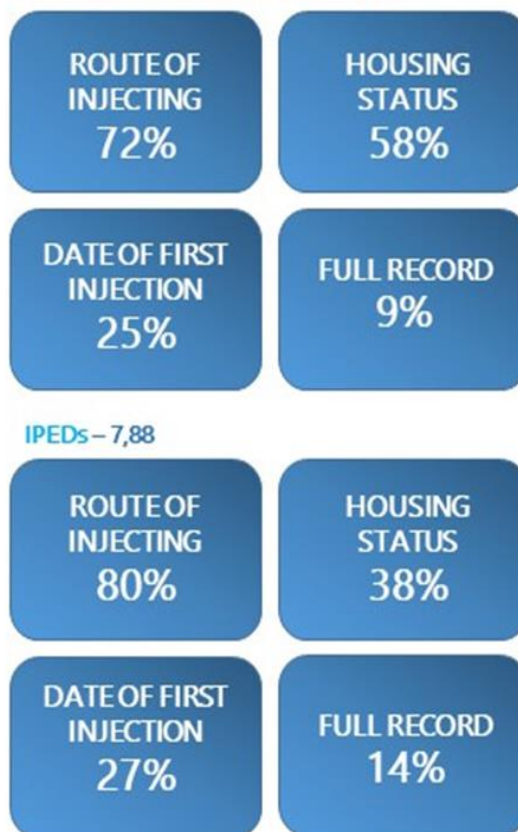 ROUTE OF
INJECTING
72%
HOUSING
STATUS
58%
DATE OF FIRST
INJECTION
25%
FULL RECORD
9%
IPEDs – 7,88
ROUTE OF
INJECTING
80%
HOUSING
STATUS
38%
DATE OF FIRST
INJECTION
27%
FULL RECORD
14%